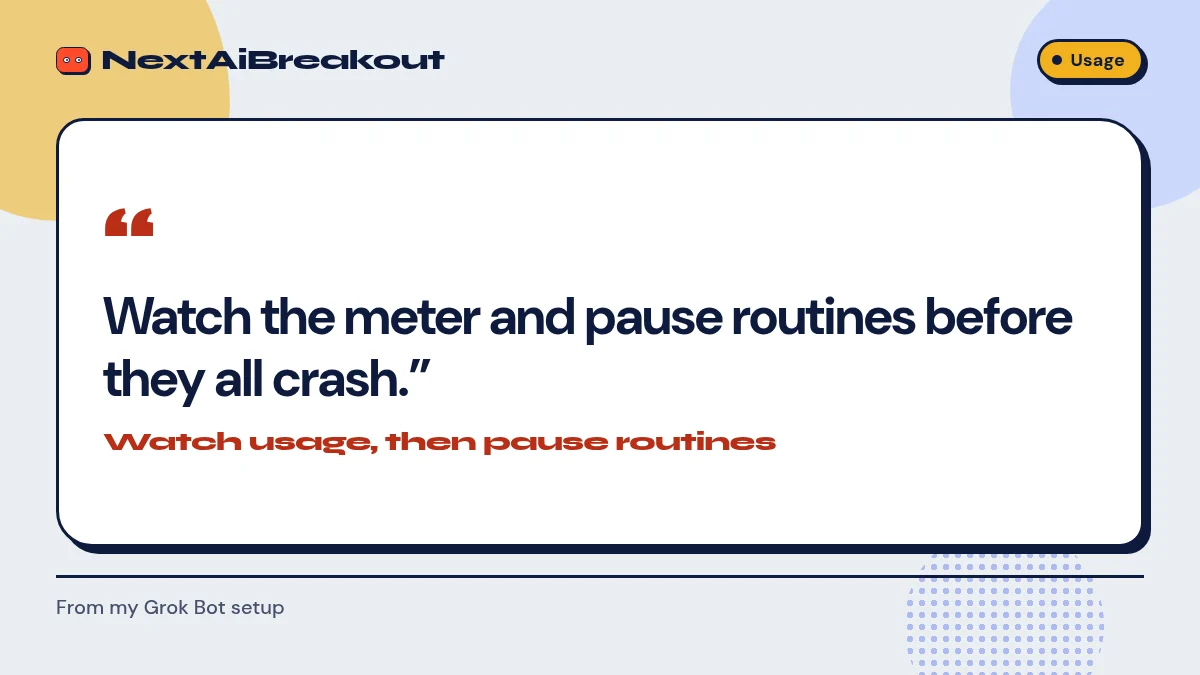 NextAiBreakout
Usage
“
Watch the meter and pause routines before
they all crash.”
Watch usage, then pause routines
From my Grok Bot setup